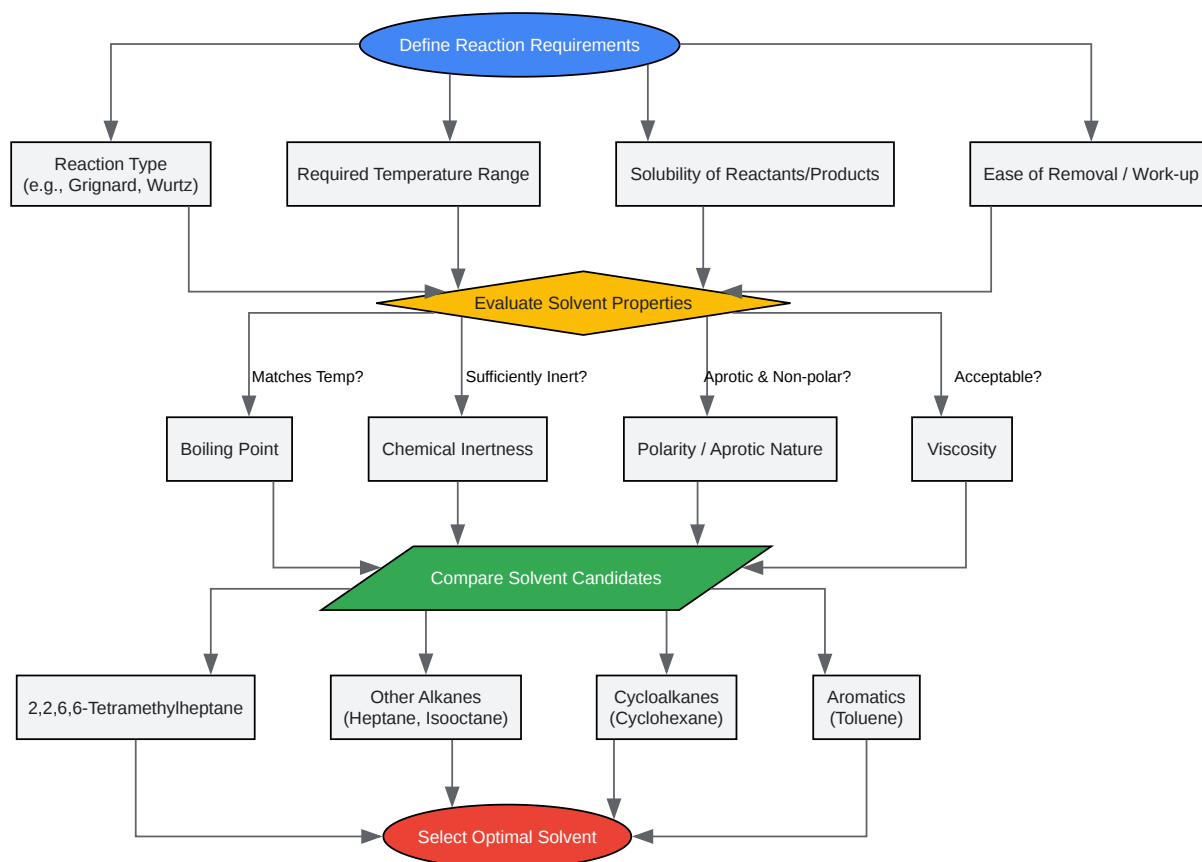 Define Reaction Requirements
Reaction Type
(e.g., Grignard, Wurtz)
Required Temperature Range
Solubility of Reactants/Products
Ease of Removal / Work-up
Evaluate Solvent Properties
Matches Temp?
Sufficiently Inert?
Aprotic & Non-polar?
Acceptable?
Boiling Point
Chemical Inertness
Polarity / Aprotic Nature
Viscosity
Compare Solvent Candidates
2,2,6,6-Tetramethylheptane
Other Alkanes
(Heptane, Isooctane)
Cycloalkanes
(Cyclohexane)
Aromatics
(Toluene)
Select Optimal Solvent